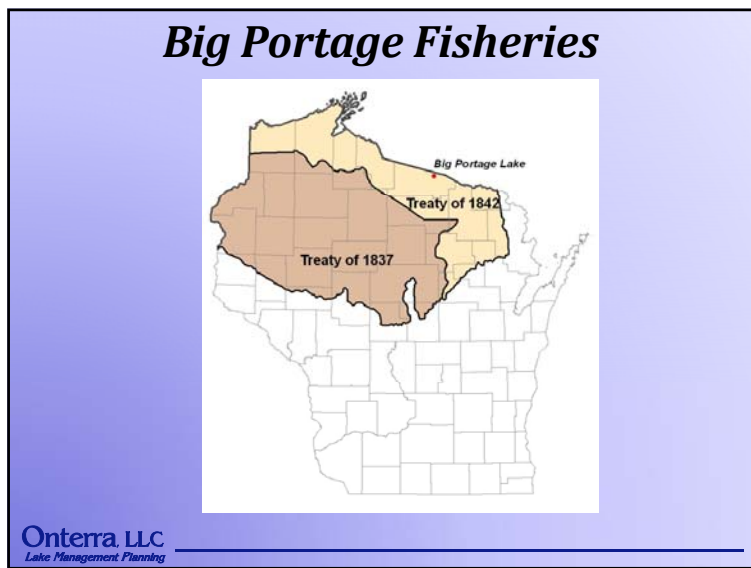 Big Portage Fisheries
Big Portage Lake
Treaty of 1842
Treaty of 1837
Onterra, LLC
Lake Management Planning